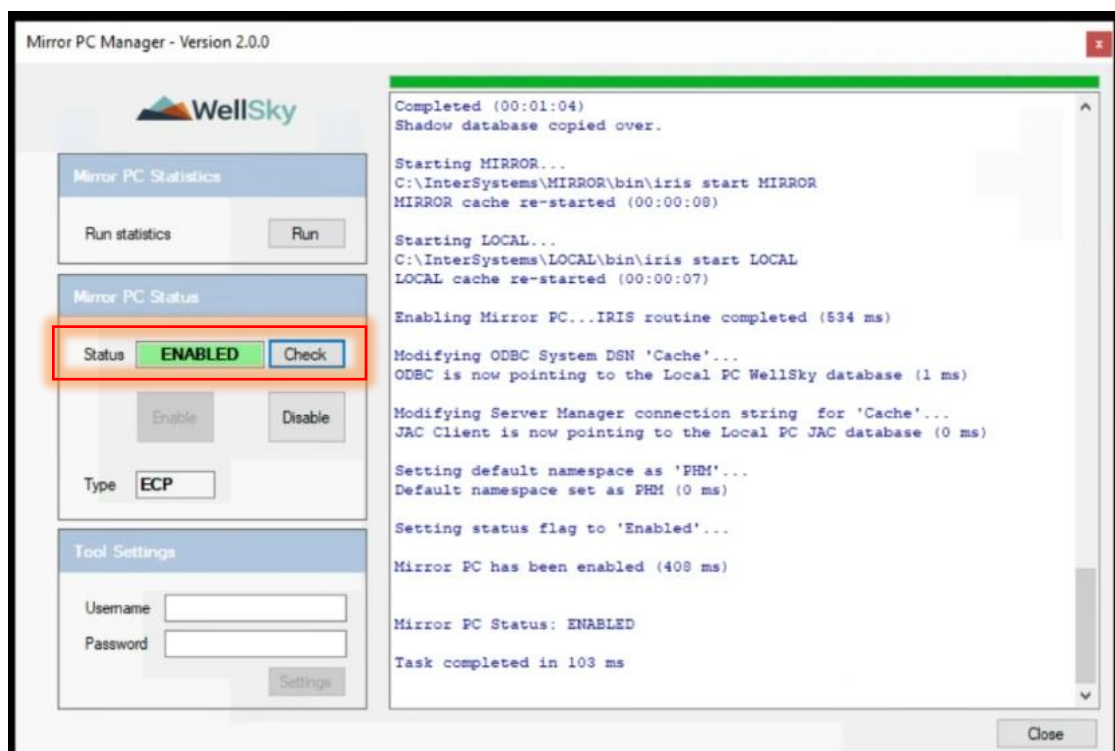 Mirror PC Manager - Version 2.0.0
x
WellSky
Mirror PC Statistics
Run statistics
Run
Mirror PC Status
Status
ENABLED
Check
Enable
Disable
Type
ECP
Tool Settings
Username
Password
Settings
Completed (00:01:04)
Shadow database copied over.
Starting MIRROR...
C:\InterSystems\MIRROR\bin\iris start MIRROR
MIRROR cache re-started (00:00:08)
Starting LOCAL...
C:\InterSystems\LOCAL\bin\iris start LOCAL
LOCAL cache re-started (00:00:07)
Enabling Mirror PC...IRIS routine completed (534 ms)
Modifying ODBC System DSN 'Cache'...
ODBC is now pointing to the Local PC WellSky database (1 ms)
Modifying Server Manager connection string  for 'Cache'...
JAC Client is now pointing to the Local PC JAC database (0 ms)
Setting default namespace as 'PHM'...
Default namespace set as PHM (0 ms)
Setting status flag to 'Enabled'...
Mirror PC has been enabled (408 ms)
Mirror PC Status: ENABLED
Task completed in 103 ms
Close